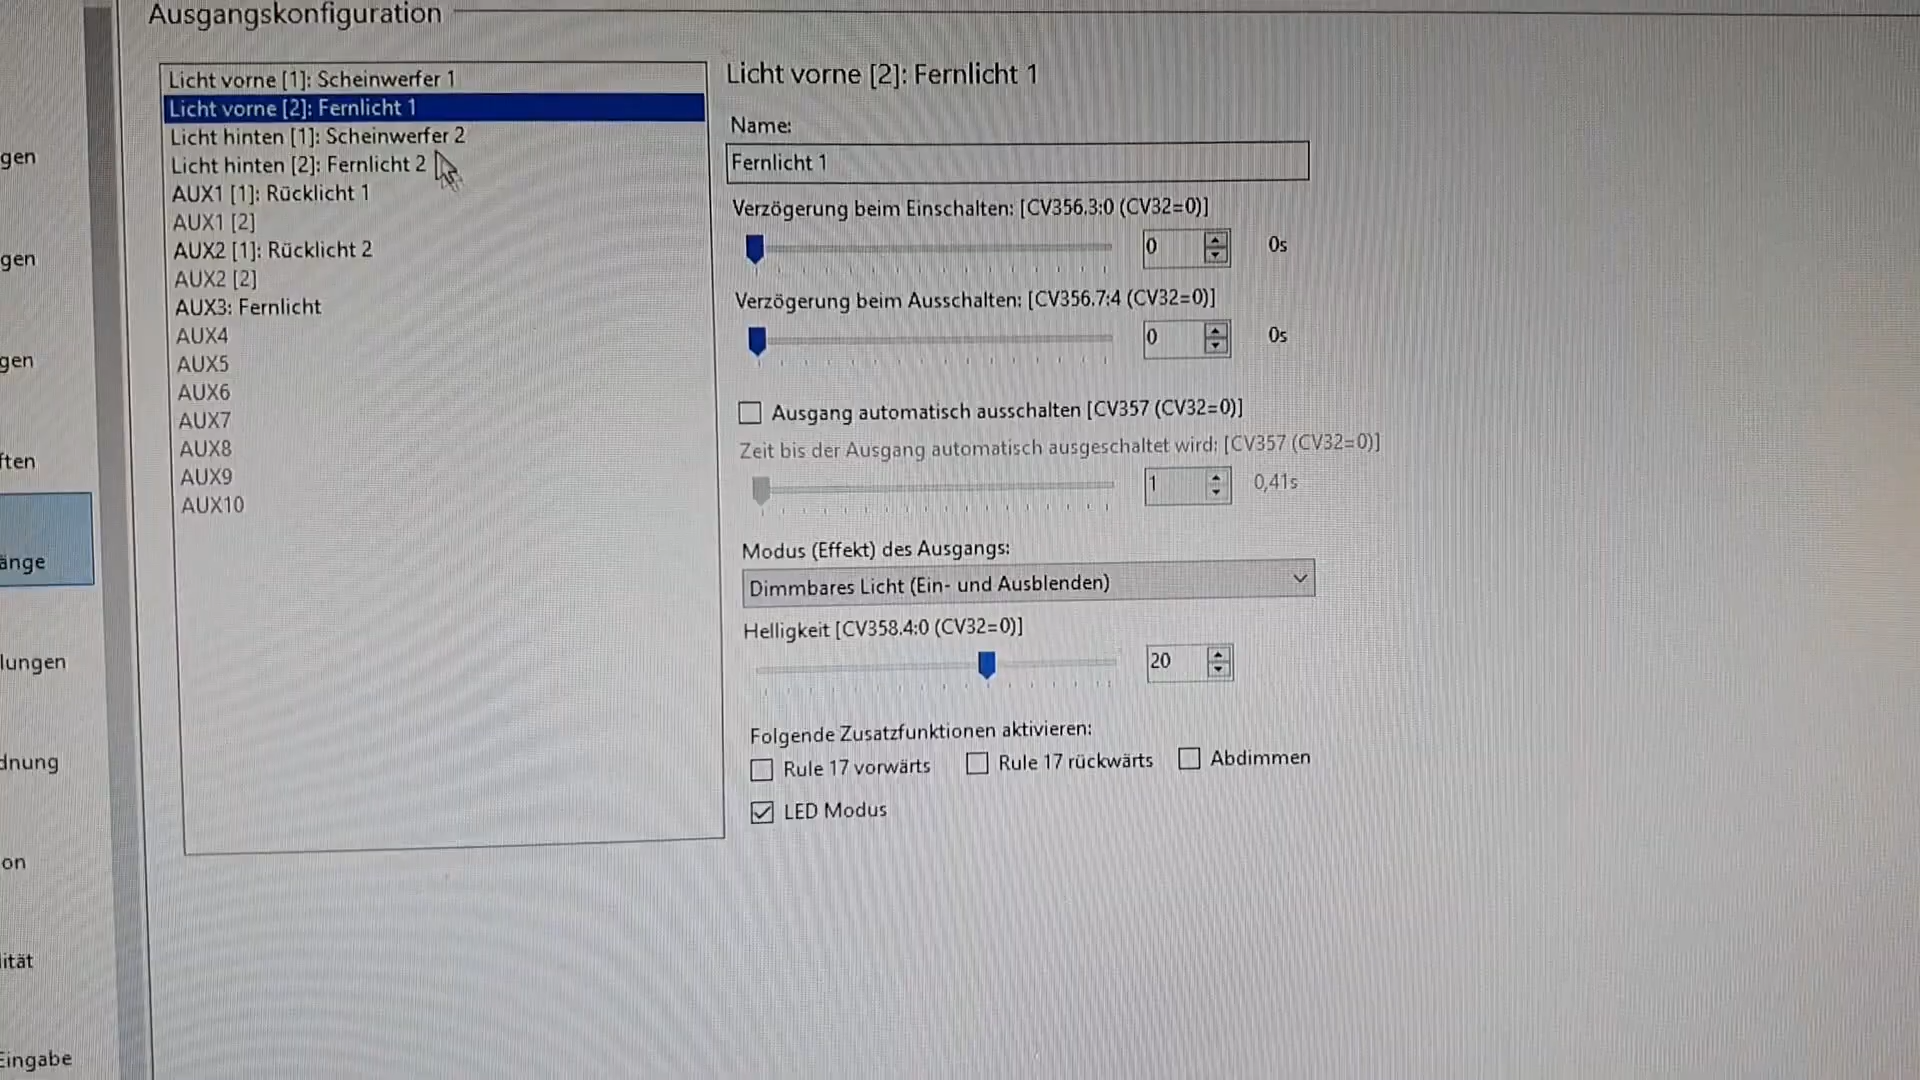 Ausgangskonfiguration
Licht vorne [1]: Scheinwerfer 1
Licht vorne [2]: Fernlicht 1
Licht hinten [1]: Scheinwerfer 2
Licht hinten [2]: Fernlicht 2
AUX1 [1]: Rücklicht 1
AUX1 [2]
AUX2 [1]: Rücklicht 2
AUX2 [2]
AUX3: Fernlicht
AUX4
AUX5
AUX6
AUX7
AUX8
AUX9
AUX10
Licht vorne [2]: Fernlicht 1
Name:
Fernlicht 1
Verzögerung beim Einschalten: [CV356.3:0 (CV32=0)]
0 0s
Verzögerung beim Ausschalten: [CV356.7:4 (CV32=0)]
0 0s
Ausgang automatisch ausschalten [CV357 (CV32=0)]
Zeit bis der Ausgang automatisch ausgeschaltet wird: [CV357 (CV32=0)]
1 0,41s
Modus (Effekt) des Ausgangs:
Dimmbares Licht (Ein- und Ausblenden)
Helligkeit [CV358.4:0 (CV32=0)]
20
Folgende Zusatzfunktionen aktivieren:
Rule 17 vorwärts Rule 17 rückwärts Abdimmen
LED Modus
gen
gen
gen
ften
änge
lungen
dnung
on
ität
Eingabe